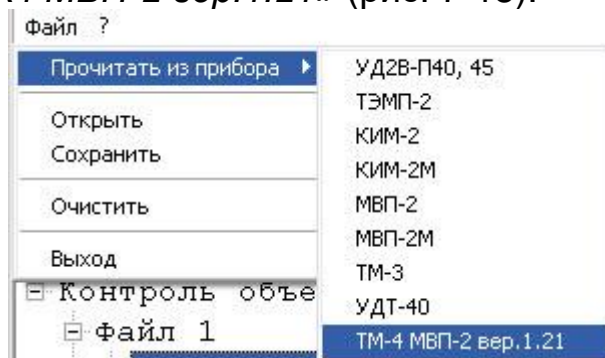 Файл ?
Прочитать из прибора
Открыть
Сохранить
Очистить
Выход
УД2В-П40, 45
ТЭМП-2
КИМ-2
КИМ-2М
МВП-2
МВП-2М
ТМ-3
УДТ-40
ТМ-4 МВП-2 вер.1.21
Контроль объе
Файл 1